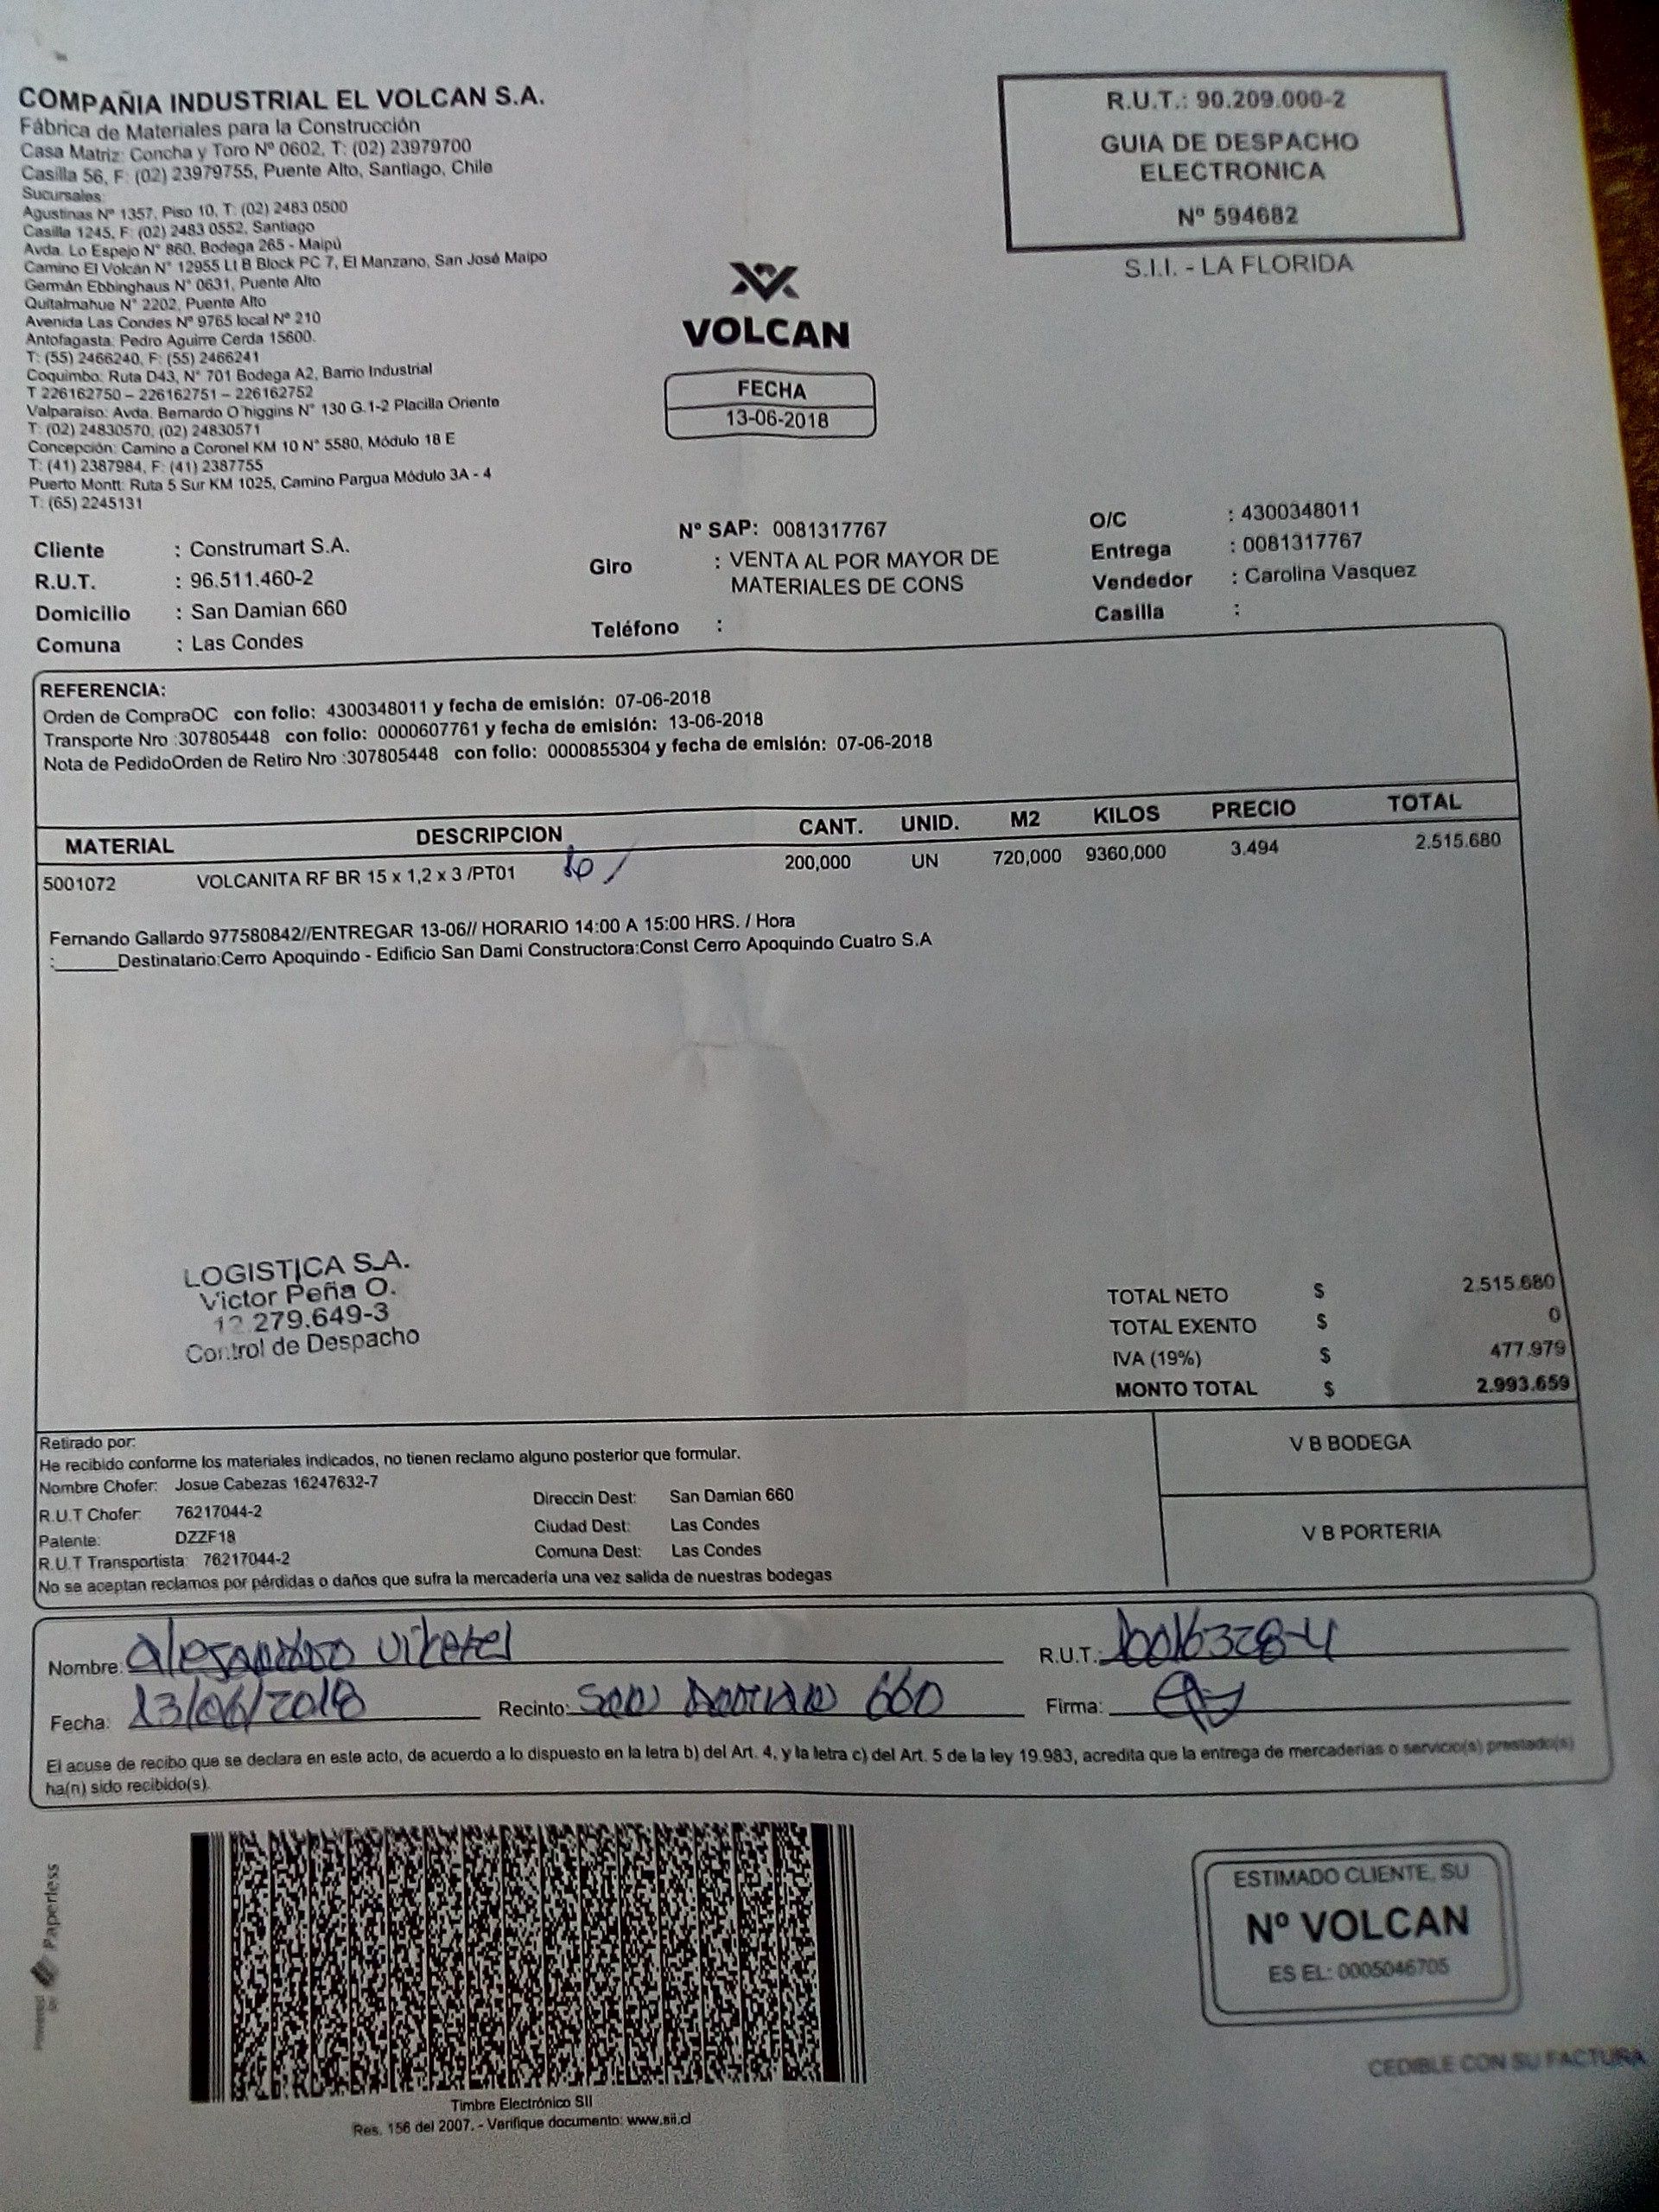 COMPAÑIA INDUSTRIAL EL VOLCAN S.A.
Fábrica de Materiales para la Construcción
Casa Matriz: Concha y Toro Nº 0602, T: (02) 23979700
Casilla 56, F: (02) 23979755, Puente Alto, Santiago, Chile
Sucursales:
Agustinas Nº 1357, Piso 10, T: (02) 2483 0500
Casilla 1245, F: (02) 2483 0552, Santiago
Avda. Lo Espejo N° 860, Bodega 265 - Maipú
Camino El Volcán N° 12955 Lt B Block PC 7, El Manzano, San José Maipo
Germán Ebbinghaus N° 0631, Puente Alto
Quitalmahue N° 2202, Puente Alto
Avenida Las Condes Nº 9765 local Nº 210
Antofagasta: Pedro Aguirre Cerda 15600.
T: (55) 2466240, F: (55) 2466241
Coquimbo: Ruta D43, N° 701 Bodega A2, Barrio Industrial
T 226162750 – 226162751 – 226162752
Valparaíso: Avda. Bernardo O´higgins N° 130 G.1-2 Placilla Oriente
T: (02) 24830570, (02) 24830571
Concepción: Camino a Coronel KM 10 N° 5580, Módulo 18 E
T: (41) 2387984, F: (41) 2387755
Puerto Montt: Ruta 5 Sur KM 1025, Camino Pargua Módulo 3A - 4
T: (65) 2245131
R.U.T.: 90.209.000-2
GUIA DE DESPACHO
ELECTRONICA
Nº 594682
S.I.I. - LA FLORIDA
VOLCAN
FECHA
13-06-2018
Nº SAP: 0081317767
Cliente : Construmart S.A.
R.U.T. : 96.511.460-2
Domicilio : San Damian 660
Comuna : Las Condes
Giro : VENTA AL POR MAYOR DE
MATERIALES DE CONS
Teléfono :
O/C : 4300348011
Entrega : 0081317767
Vendedor : Carolina Vasquez
Casilla :
REFERENCIA:
Orden de CompraOC con folio: 4300348011 y fecha de emisión: 07-06-2018
Transporte Nro :307805448 con folio: 0000607761 y fecha de emisión: 13-06-2018
Nota de PedidoOrden de Retiro Nro :307805448 con folio: 0000855304 y fecha de emisión: 07-06-2018
MATERIAL DESCRIPCION CANT. UNID. M2 KILOS PRECIO TOTAL
5001072 VOLCANITA RF BR 15 x 1,2 x 3 /PT01 200,000 UN 720,000 9360,000 3.494 2.515.680
Fernando Gallardo 977580842//ENTREGAR 13-06// HORARIO 14:00 A 15:00 HRS. / Hora
:______Destinatario:Cerro Apoquindo - Edificio San Dami Constructora:Const Cerro Apoquindo Cuatro S.A
LOGISTICA S.A.
Victor Peña O.
12.279.649-3
Control de Despacho
TOTAL NETO $ 2.515.680
TOTAL EXENTO $ 0
IVA (19%) $ 477.979
MONTO TOTAL $ 2.993.659
Retirado por:
He recibido conforme los materiales indicados, no tienen reclamo alguno posterior que formular.
Nombre Chofer: Josue Cabezas 16247632-7
R.U.T Chofer: 76217044-2
Patente: DZZF18
R.U.T Transportista: 76217044-2
Direccin Dest: San Damian 660
Ciudad Dest: Las Condes
Comuna Dest: Las Condes
No se aceptan reclamos por pérdidas o daños que sufra la mercadería una vez salida de nuestras bodegas
V B BODEGA
V B PORTERIA
Nombre: Alejandro
R.U.T.:
Fecha: 13/06/2018 Recinto: San Damian 660 Firma:
El acuse de recibo que se declara en este acto, de acuerdo a lo dispuesto en la letra b) del Art. 4, y la letra c) del Art. 5 de la ley 19.983, acredita que la entrega de mercaderias o servicio(s) prestado(s)
ha(n) sido recibido(s).
Powered by Paperless
Timbre Electrónico SII
Res. 156 del 2007. - Verifique documento: www.sii.cl
ESTIMADO CLIENTE, SU
Nº VOLCAN
ES EL: 0005046705
CEDIBLE CON SU FACTURA